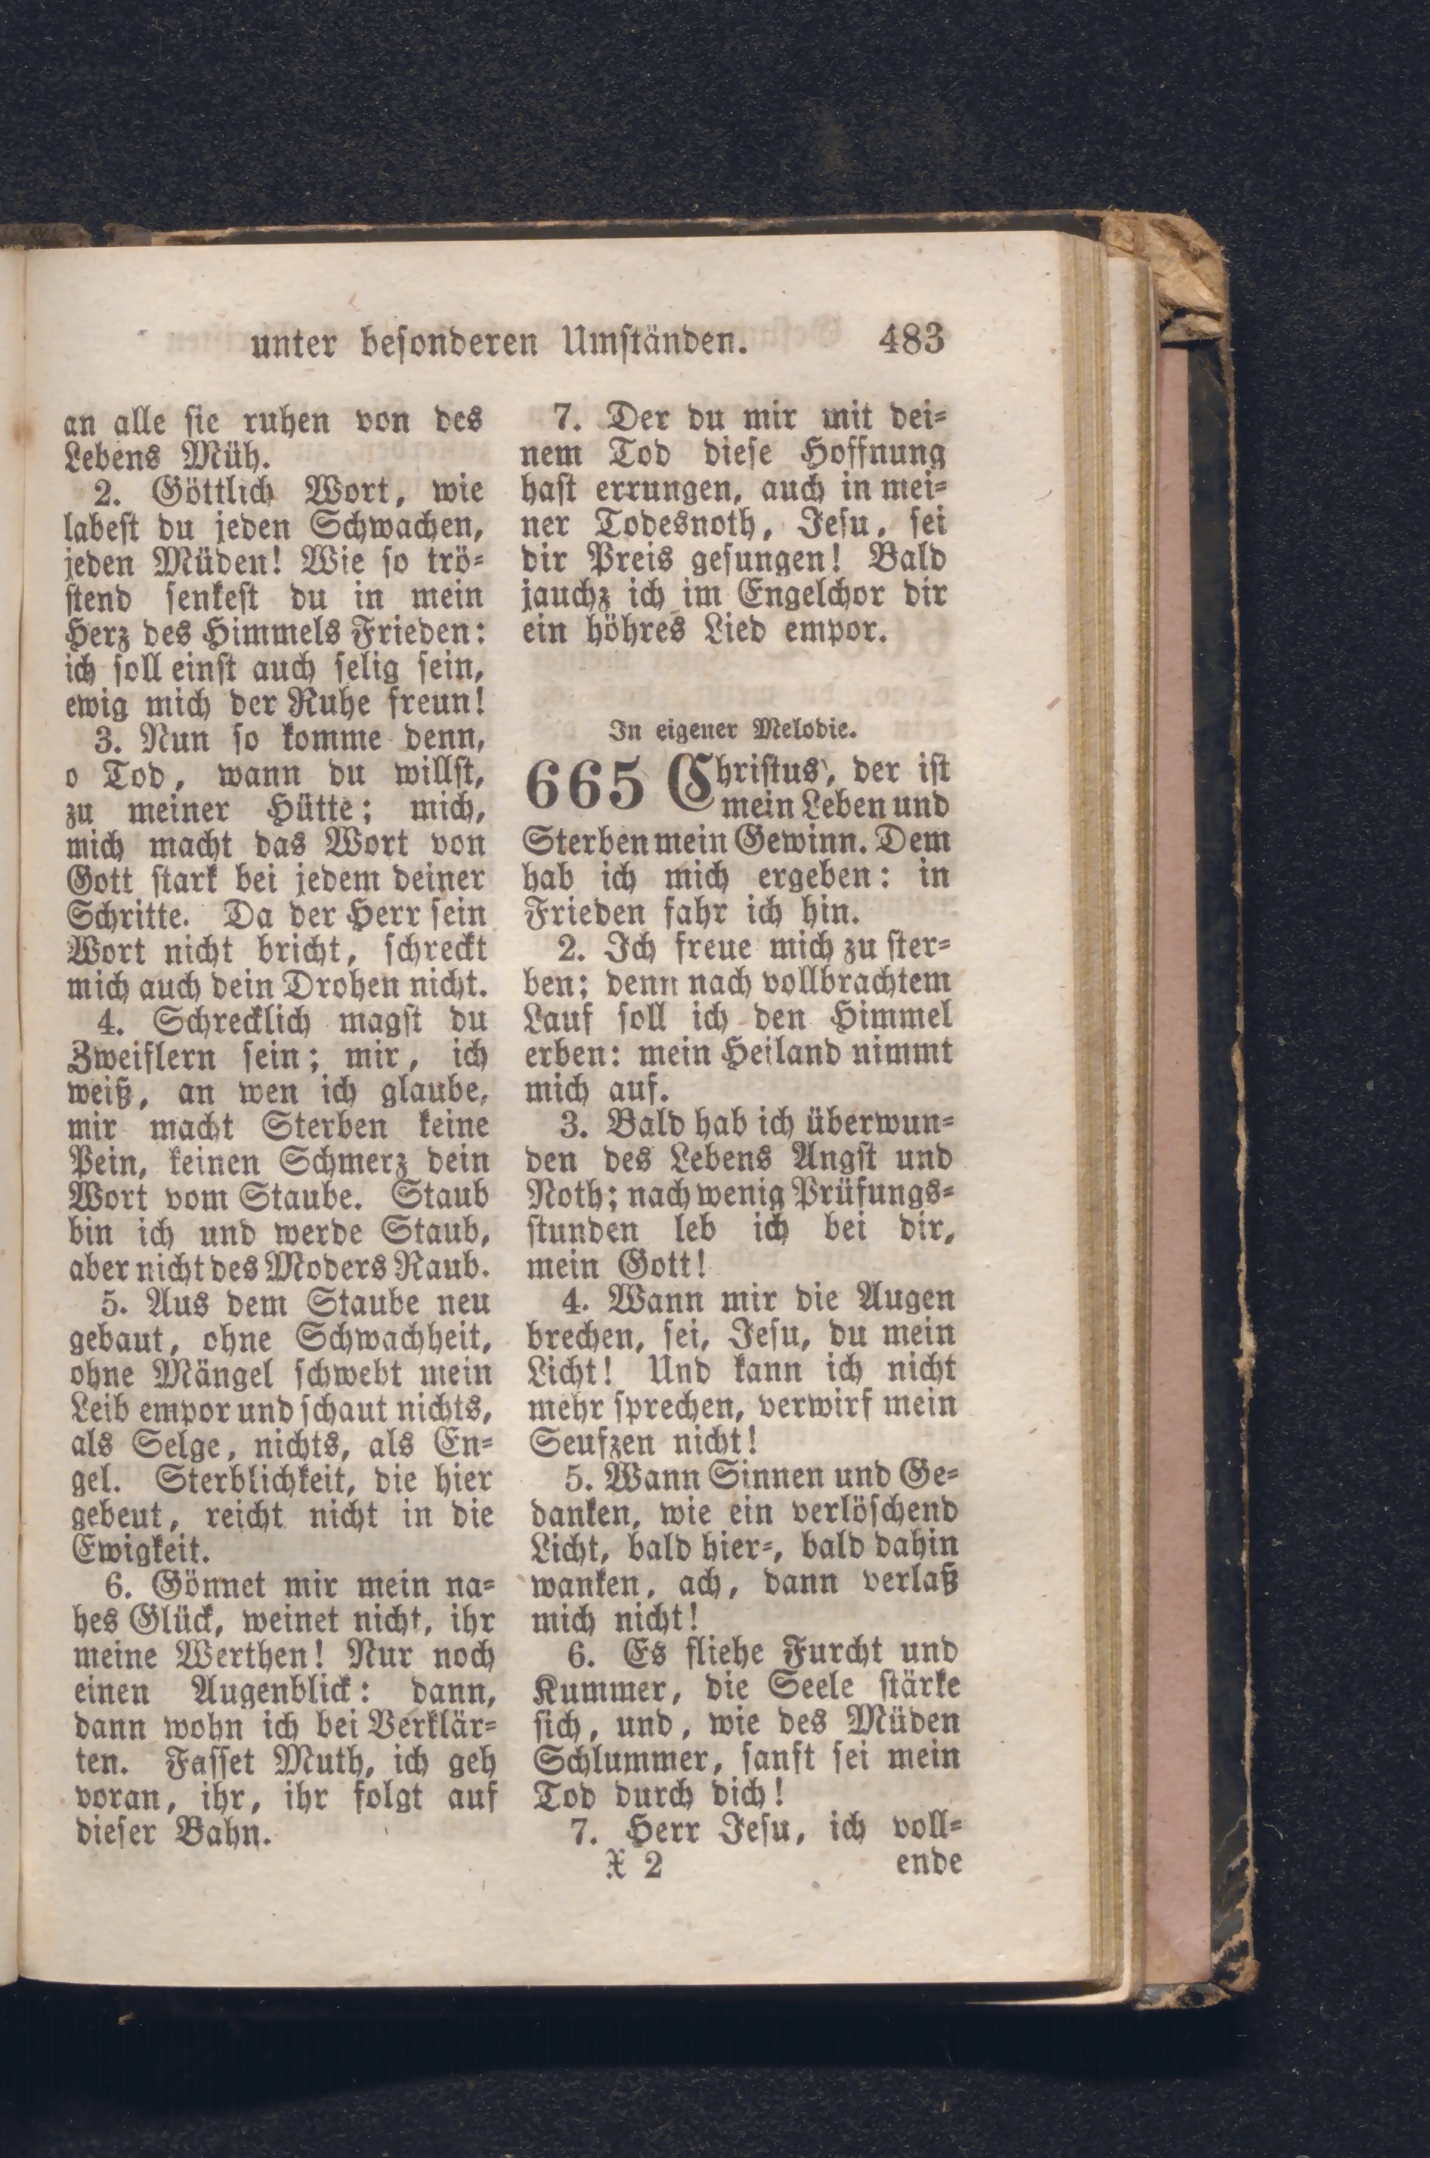 unter besonderen Umständen. 483
an alle sie ruhen von des
Lebens Müh.
2. Göttlich Wort, wie
labest du jeden Schwachen,
jeden Müden! Wie so trö-
stend senkest du in mein
Herz des Himmels Frieden:
ich soll einst auch selig sein,
ewig mich der Ruhe freun!
3. Nun so komme denn,
o Tod, wann du willst,
zu meiner Hütte; mich,
mich macht das Wort von
Gott stark bei jedem deiner
Schritte. Da der Herr sein
Wort nicht bricht, schreckt
mich auch dein Drohen nicht.
4. Schrecklich magst du
Zweiflern sein; mir, ich
weiß, an wen ich glaube,
mir macht Sterben keine
Pein, keinen Schmerz dein
Wort vom Staube. Staub
bin ich und werde Staub,
aber nicht des Moders Raub.
5. Aus dem Staube neu
gebaut, ohne Schwachheit,
ohne Mängel schwebt mein
Leib empor und schaut nichts,
als Selge, nichts, als En-
gel. Sterblichkeit, die hier
gebeut, reicht nicht in die
Ewigkeit.
6. Gönnet mir mein na-
hes Glück, weinet nicht, ihr
meine Werthen! Nur noch
einen Augenblick: dann,
dann wohn ich bei Verklär-
ten. Fasset Muth, ich geh
voran, ihr, ihr folgt auf
dieser Bahn.
7. Der du mir mit dei-
nem Tod diese Hoffnung
hast errungen, auch in mei-
ner Todesnoth, Jesu, sei
dir Preis gesungen! Bald
jauchz ich im Engelchor dir
ein höhres Lied empor.
In eigener Melodie.
665 Christus, der ist
mein Leben und
Sterben mein Gewinn. Dem
hab ich mich ergeben: in
Frieden fahr ich hin.
2. Ich freue mich zu ster-
ben; denn nach vollbrachtem
Lauf soll ich den Himmel
erben: mein Heiland nimmt
mich auf.
3. Bald hab ich überwun-
den des Lebens Angst und
Noth; nach wenig Prüfungs-
stunden leb ich bei dir,
mein Gott!
4. Wann mir die Augen
brechen, sei, Jesu, du mein
Licht! Und kann ich nicht
mehr sprechen, verwirf mein
Seufzen nicht!
5. Wann Sinnen und Ge-
danken, wie ein verlöschend
Licht, bald hier-, bald dahin
wanken, ach, dann verlaß
mich nicht!
6. Es fliehe Furcht und
Kummer, die Seele stärke
sich, und, wie des Müden
Schlummer, sanft sei mein
Tod durch dich!
7. Herr Jesu, ich voll-
X 2 ende